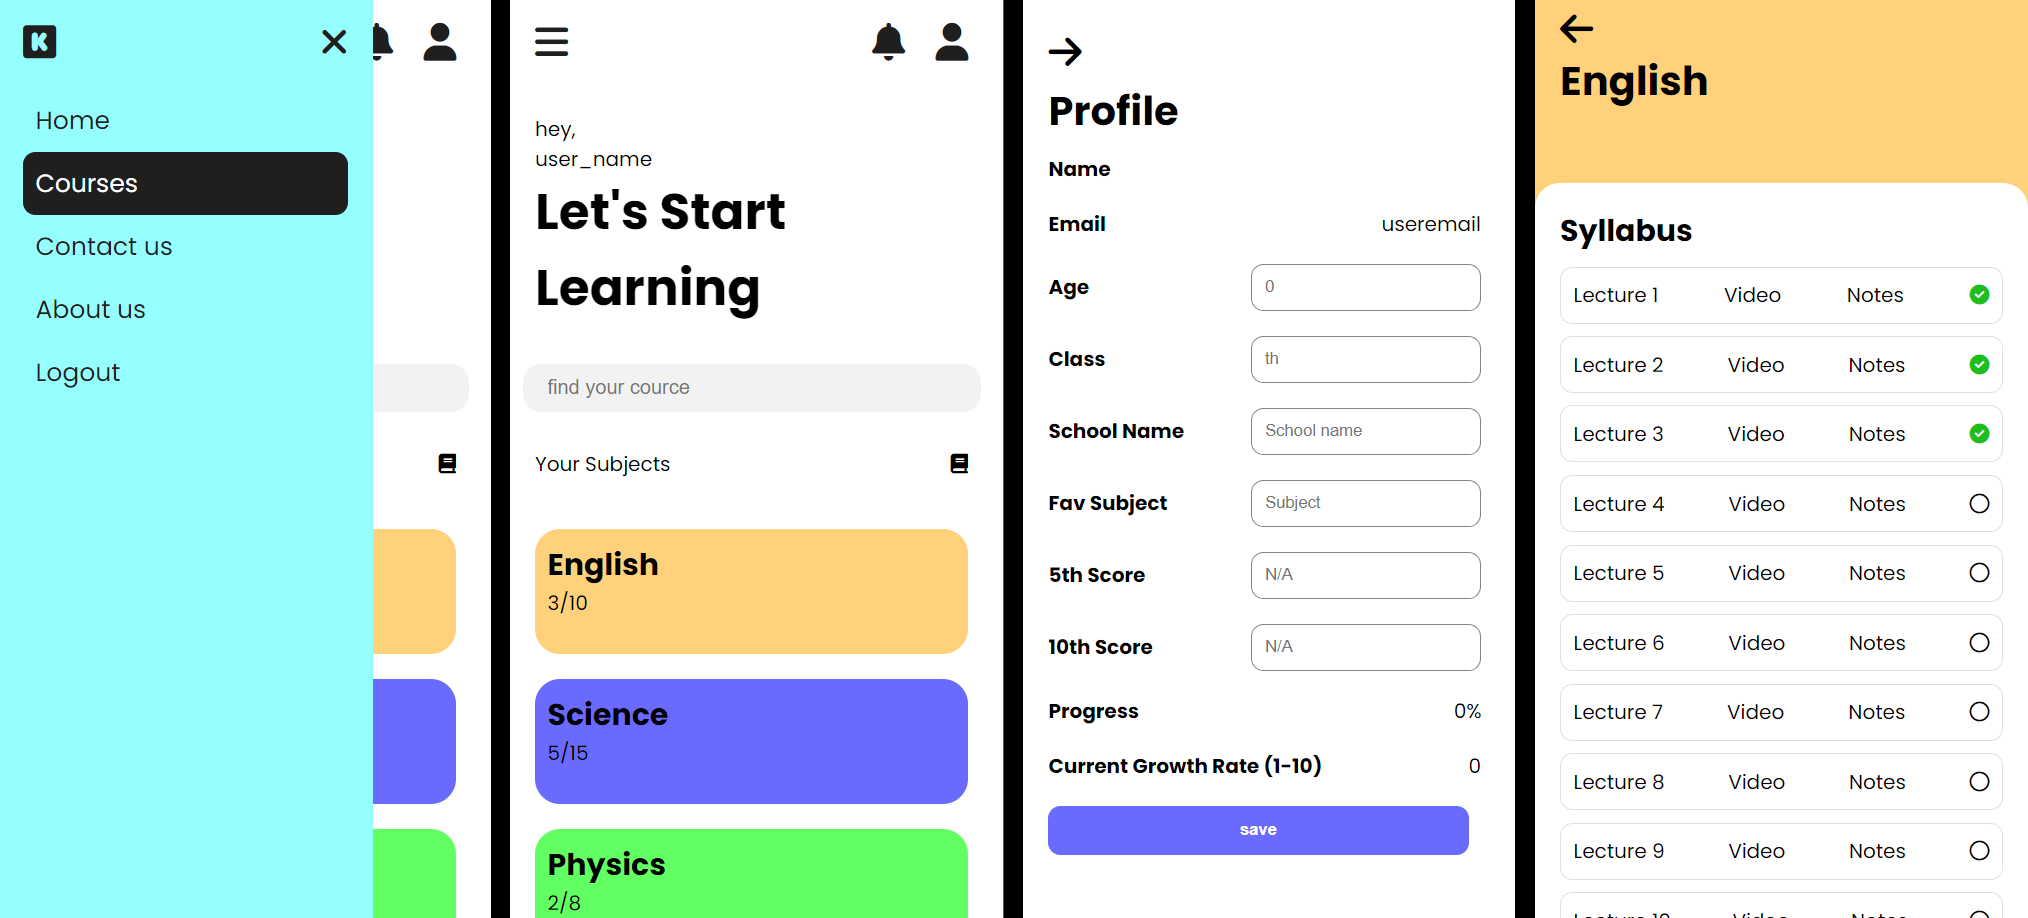 K
Home
Courses
Contact us
About us
Logout
hey,
user_name
Let's Start
Learning
find your cource
Your Subjects
English
3/10
Science
5/15
Physics
2/8
Profile
Name
Email useremail
Age 0
Class th
School Name School name
Fav Subject Subject
5th Score N/A
10th Score N/A
Progress 0%
Current Growth Rate (1-10) 0
save
English
Syllabus
Lecture 1 Video Notes
Lecture 2 Video Notes
Lecture 3 Video Notes
Lecture 4 Video Notes
Lecture 5 Video Notes
Lecture 6 Video Notes
Lecture 7 Video Notes
Lecture 8 Video Notes
Lecture 9 Video Notes
Lecture 10 Video Notes